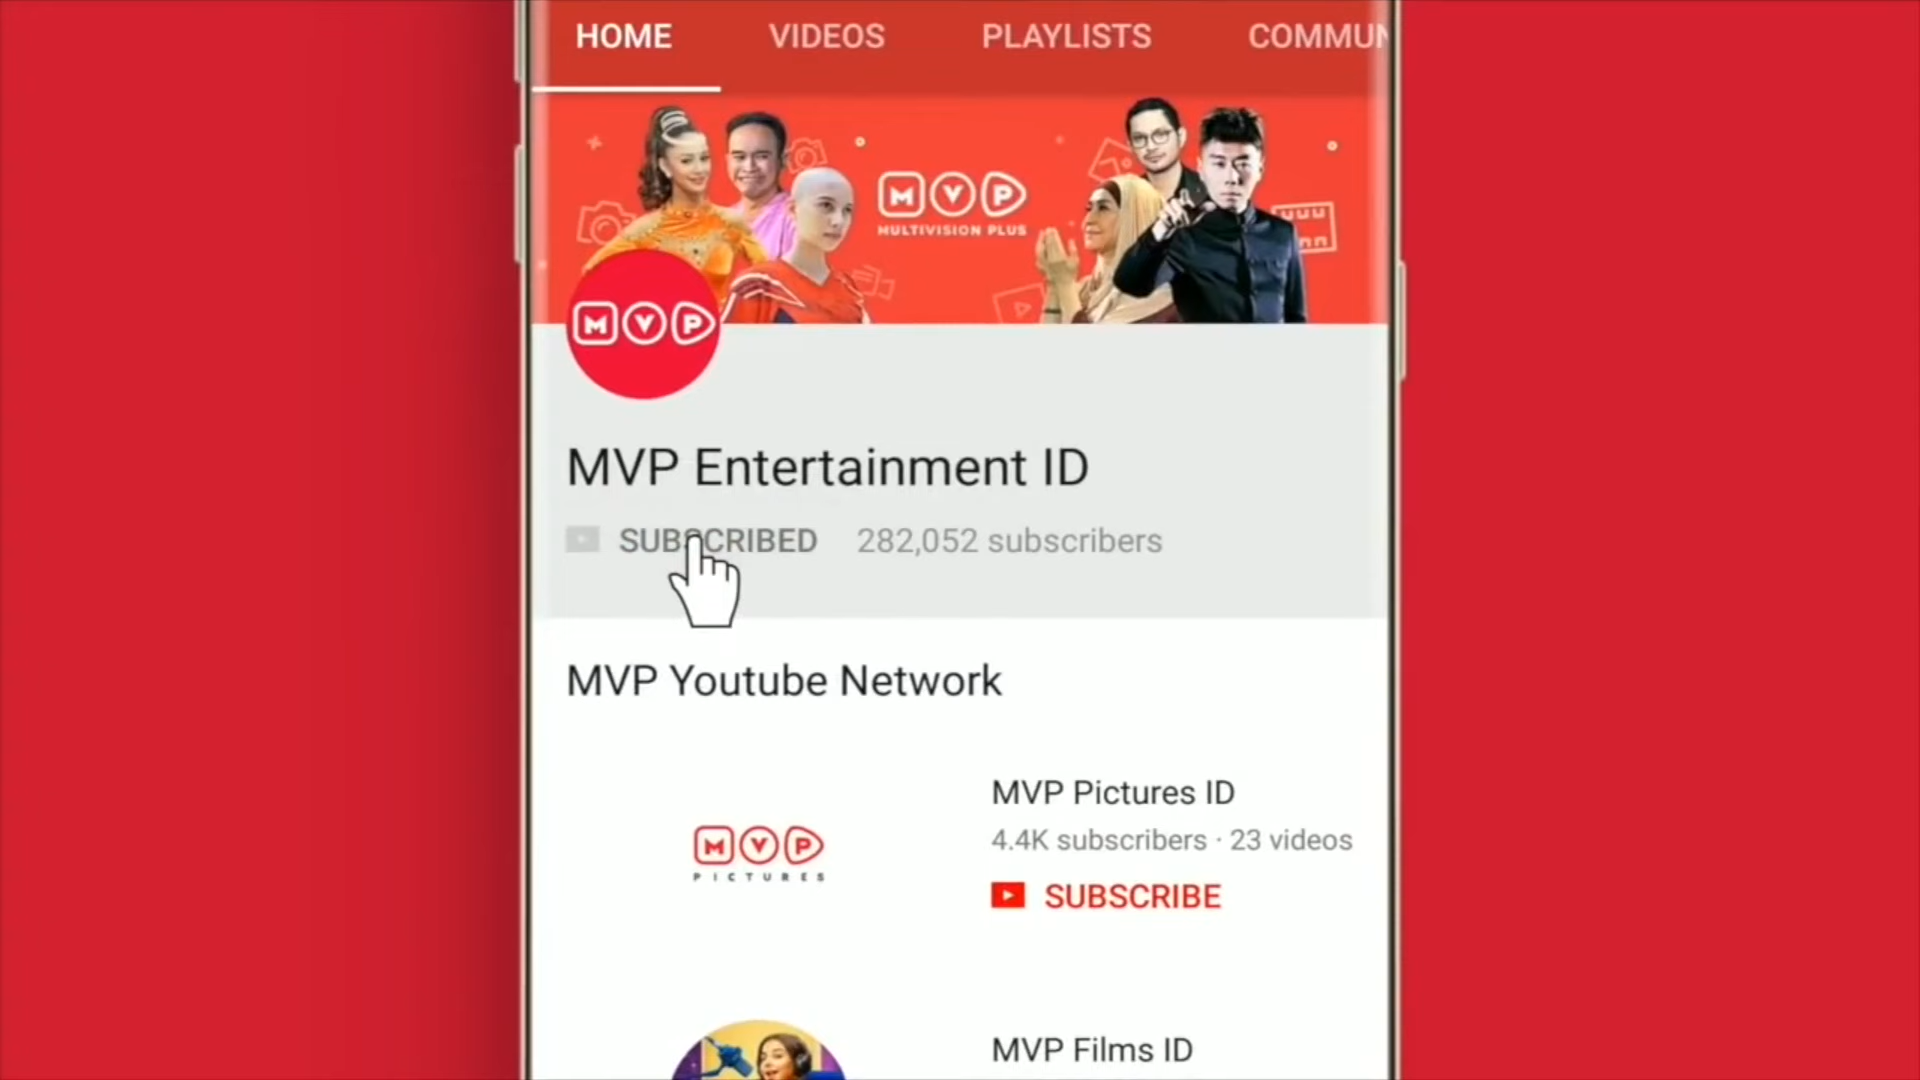 HOME VIDEOS PLAYLISTS COMMUN
MVP
MULTIVISION PLUS
MVP
MVP Entertainment ID
SUBSCRIBED 282,052 subscribers
MVP Youtube Network
MVP Pictures ID
MVP
PICTURES
4.4K subscribers · 23 videos
SUBSCRIBE
MVP Films ID